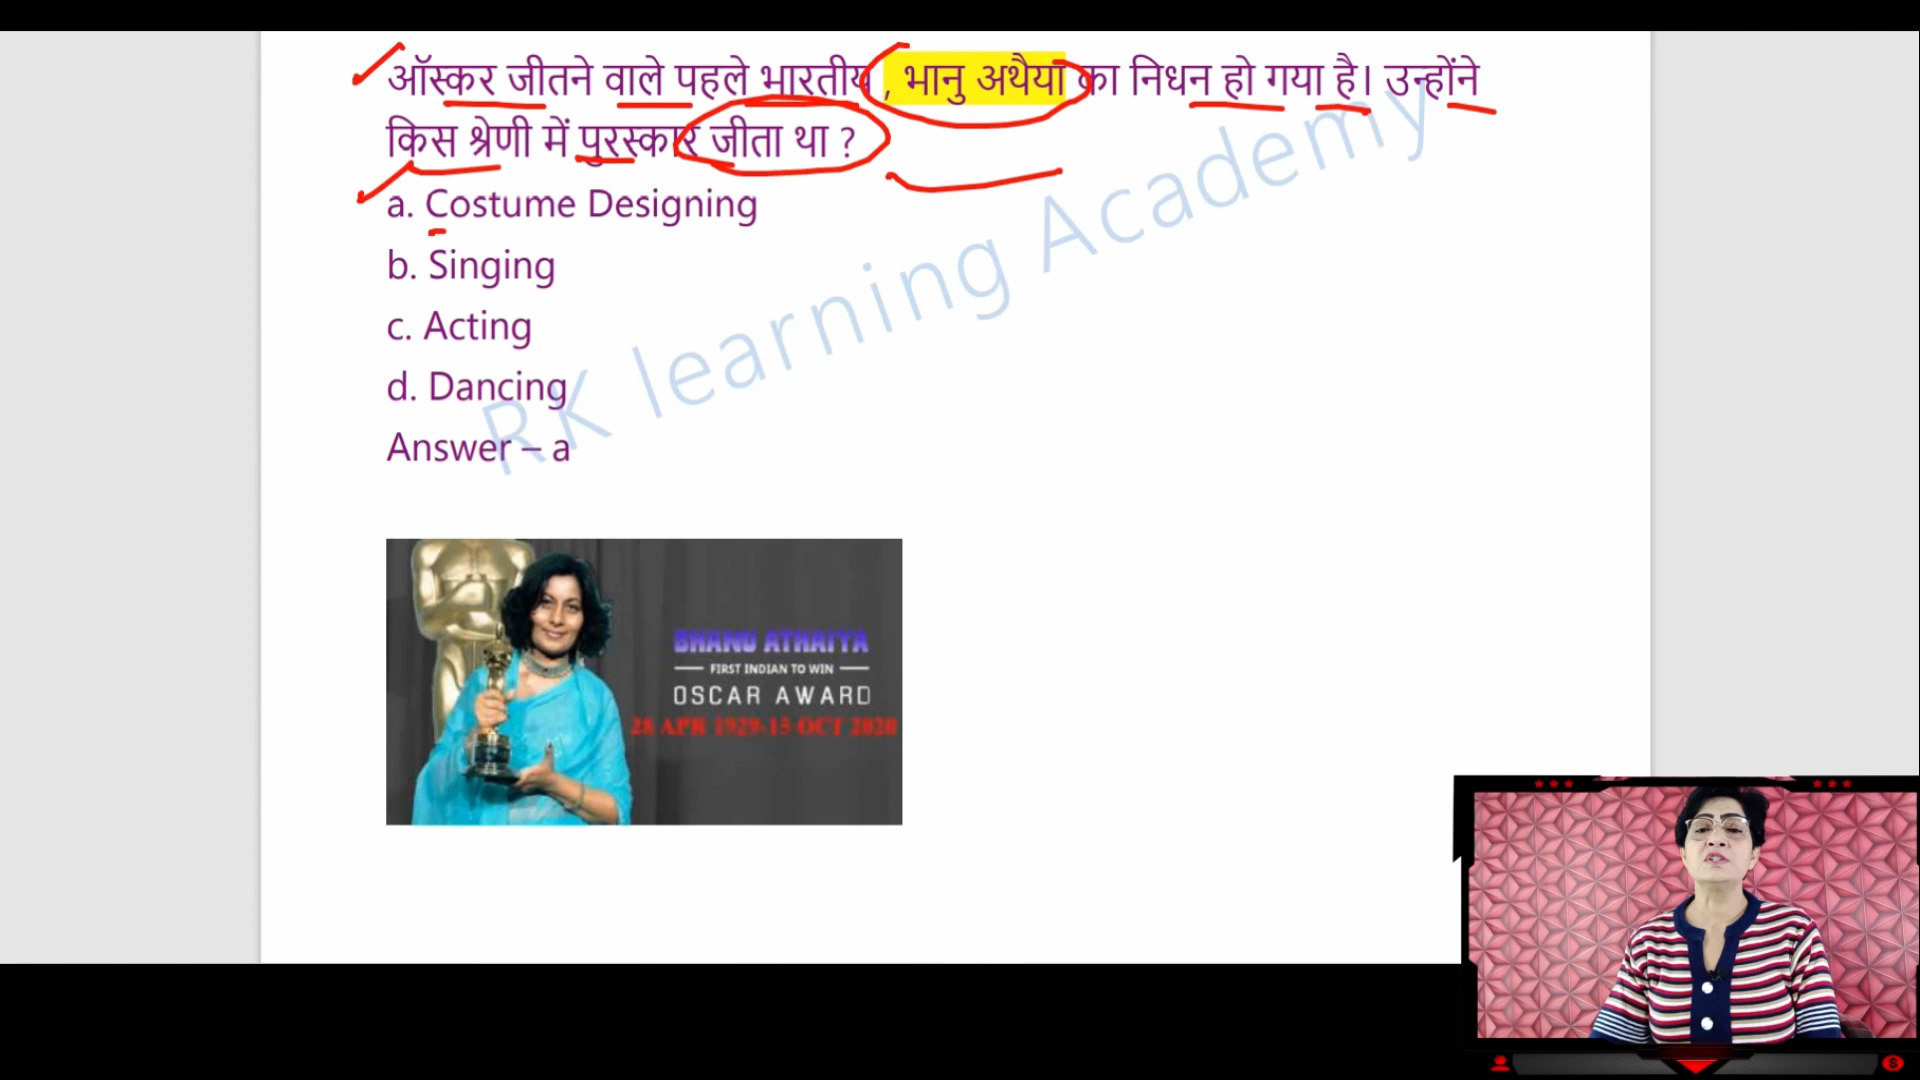 ऑस्कर जीतने वाले पहले भारतीय , भानु अथैया का निधन हो गया है। उन्होंने
किस श्रेणी में पुरस्कार जीता था ?
a. Costume Designing
b. Singing
c. Acting
d. Dancing
Answer – a
RK learning Academy
BHANU ATHAIYA
FIRST INDIAN TO WIN
OSCAR AWARD
28 APR 1929-15 OCT 2020